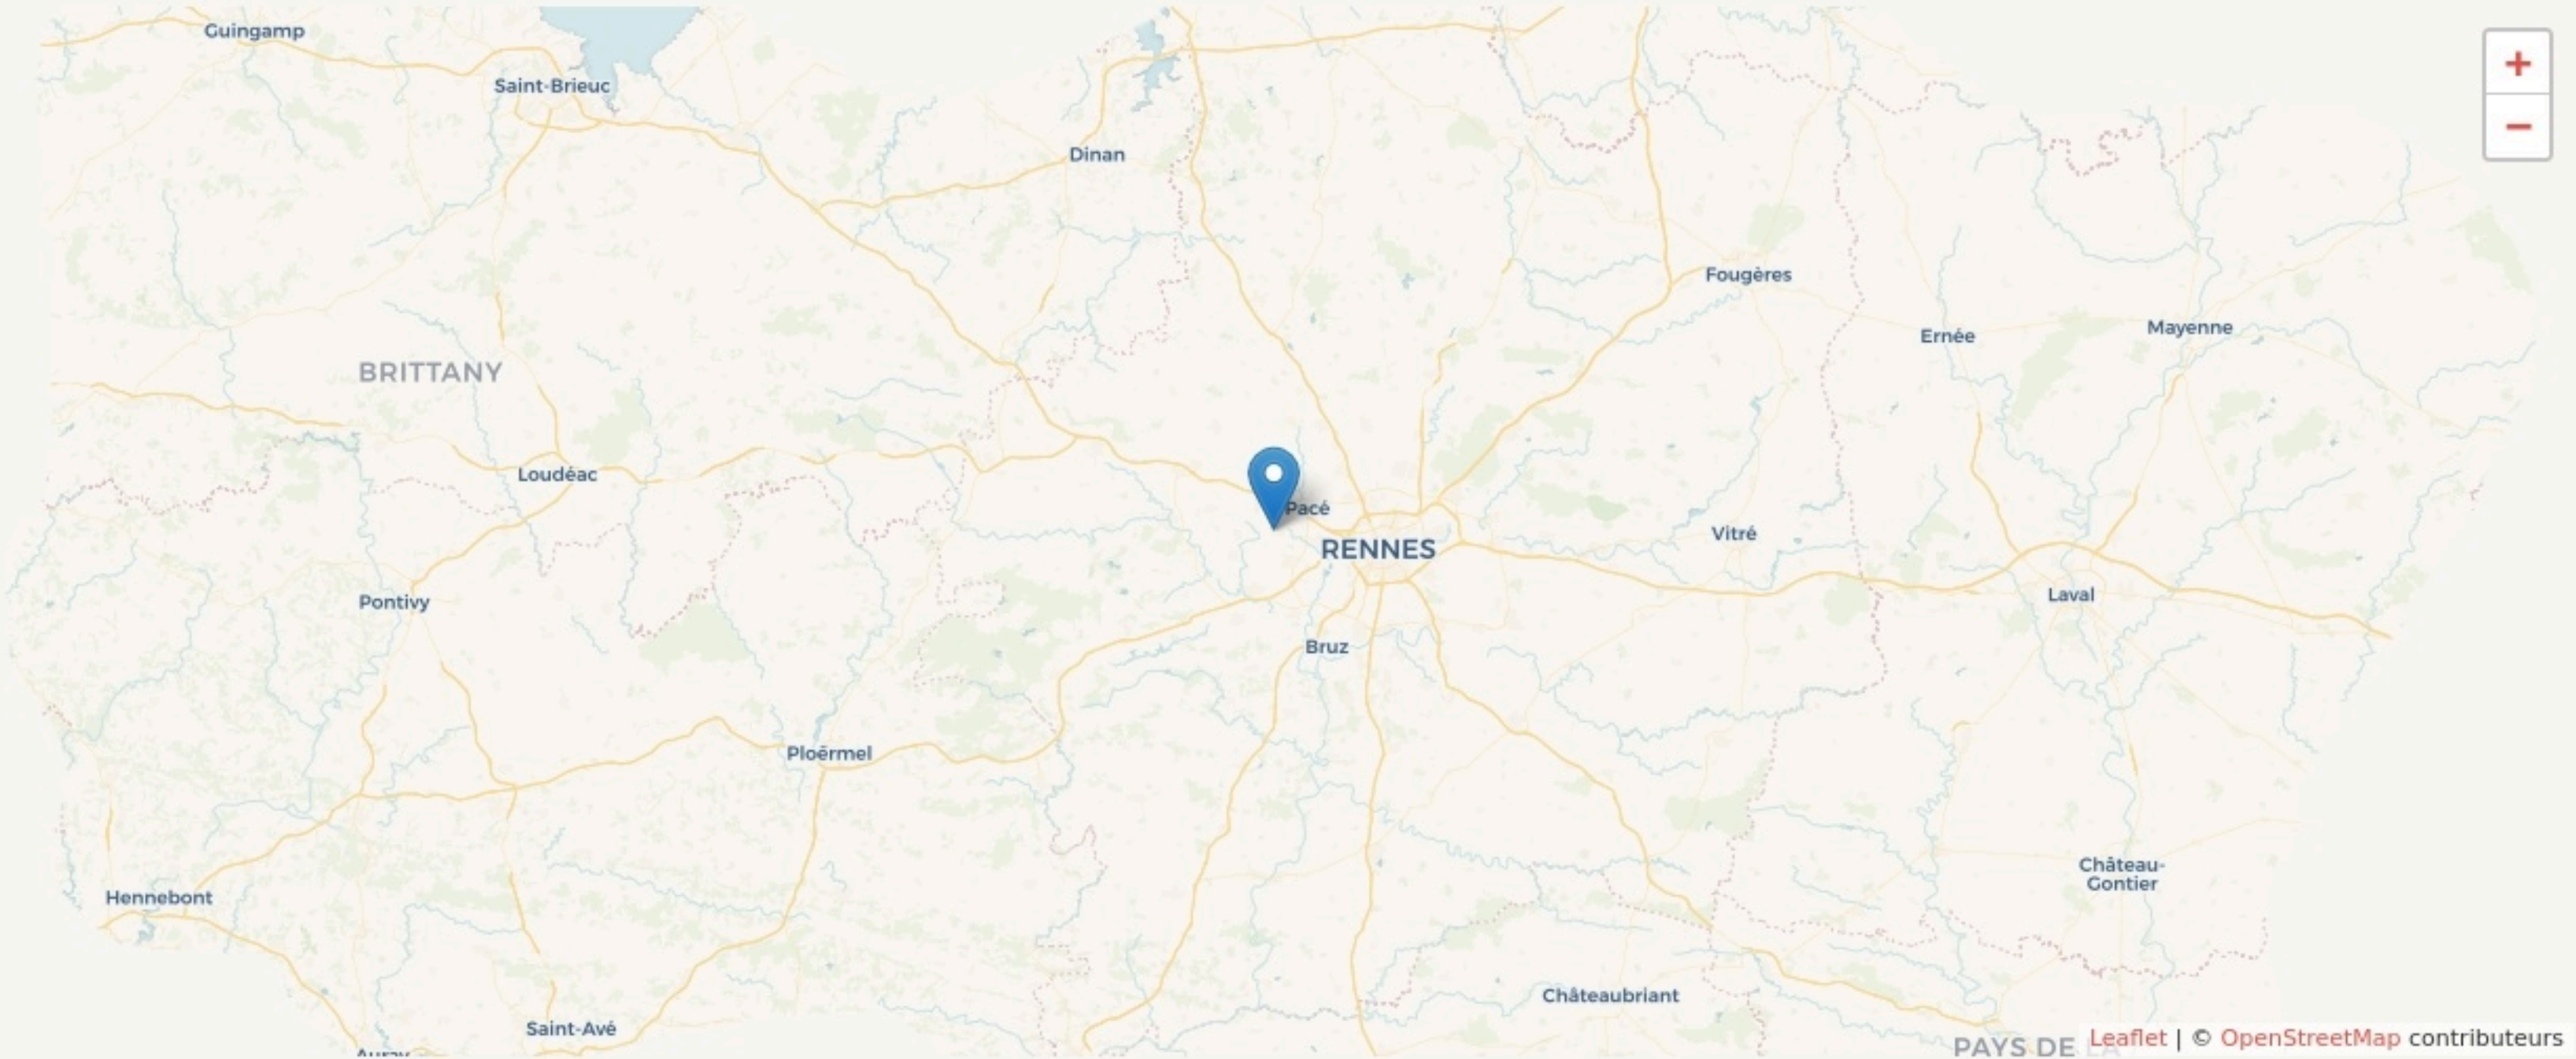 Guingamp
Saint-Brieuc
Dinan
Fougères
Ernée
Mayenne
BRITTANY
Loudéac
Pacé
RENNES
Vitré
Laval
Pontivy
Bruz
Ploërmel
Château-
Gontier
Hennebont
Châteaubriant
Saint-Avé
Auray
PAYS DE LA
+
−
Leaflet | © OpenStreetMap contributeurs